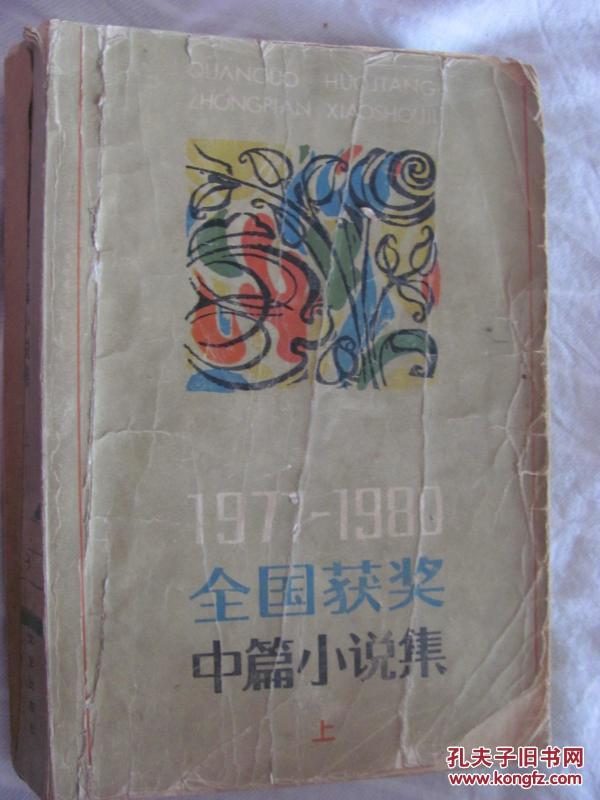 QUANGUO HUOJIANG
ZHONGPIAN XIAOSHUOJI
1977-1980
全国获奖
中篇小说集
上
孔夫子旧书网
www.kongfz.com